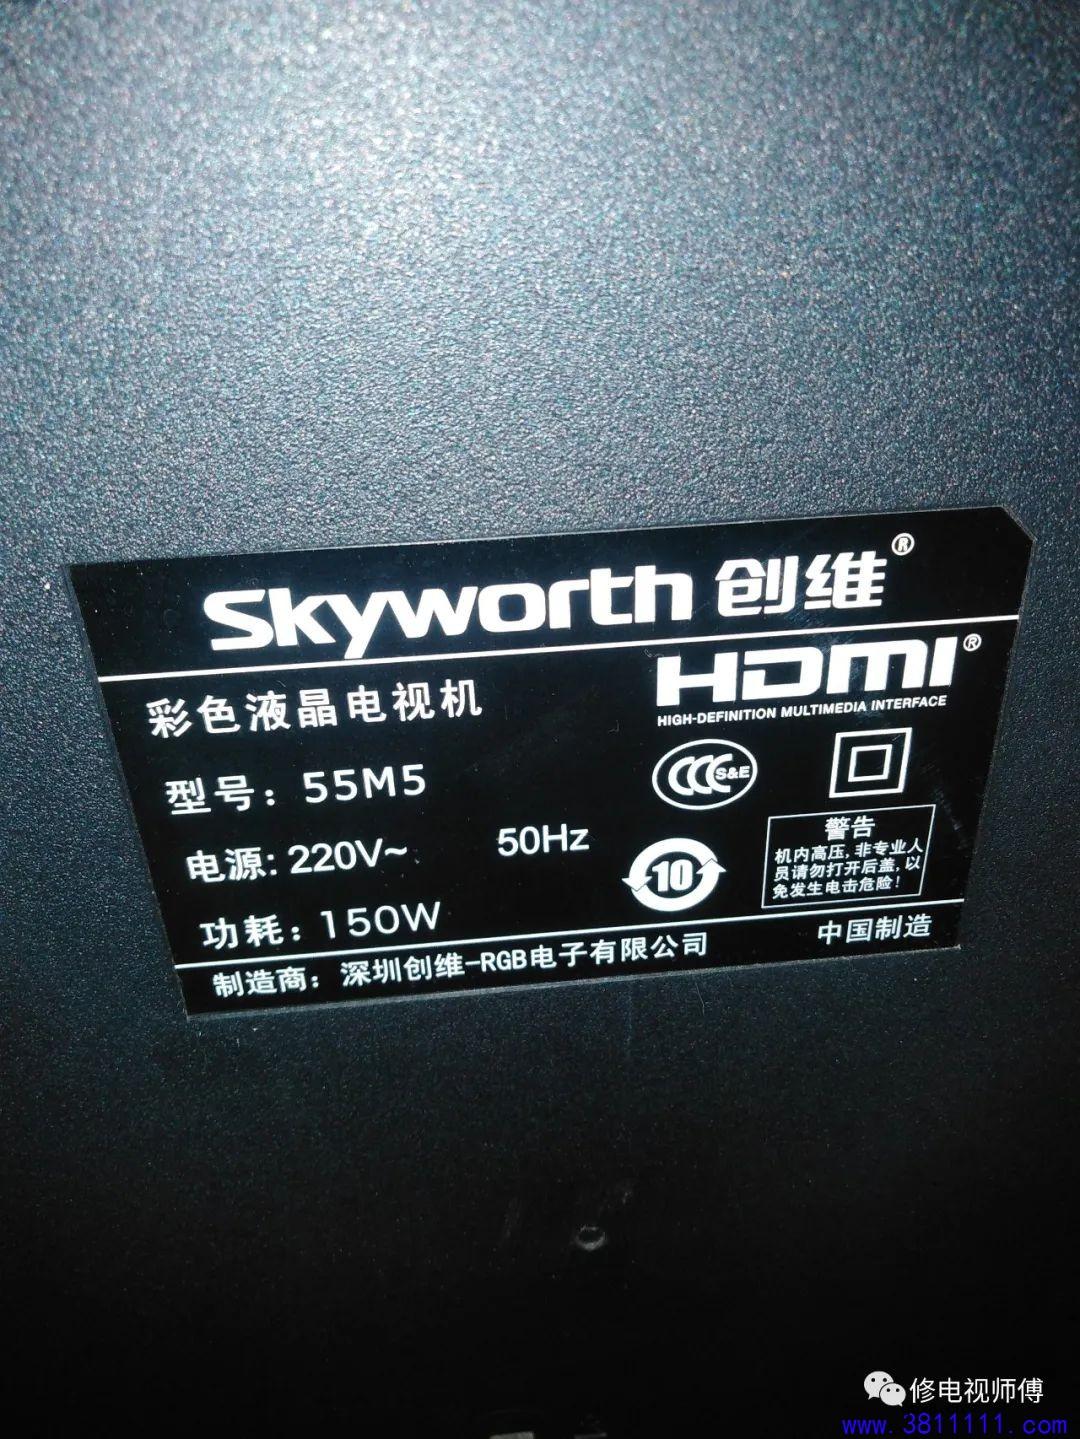 Skyworth 创维®
彩色液晶电视机
HDMI®
HIGH-DEFINITION MULTIMEDIA INTERFACE
型号: 55M5
CCC S&E
电源: 220V~ 50Hz
10
警告
机内高压,非专业人
员请勿打开后盖,以
免发生电击危险!
功耗: 150W
制造商: 深圳创维-RGB电子有限公司
中国制造
修电视师傅
www.3811111.com